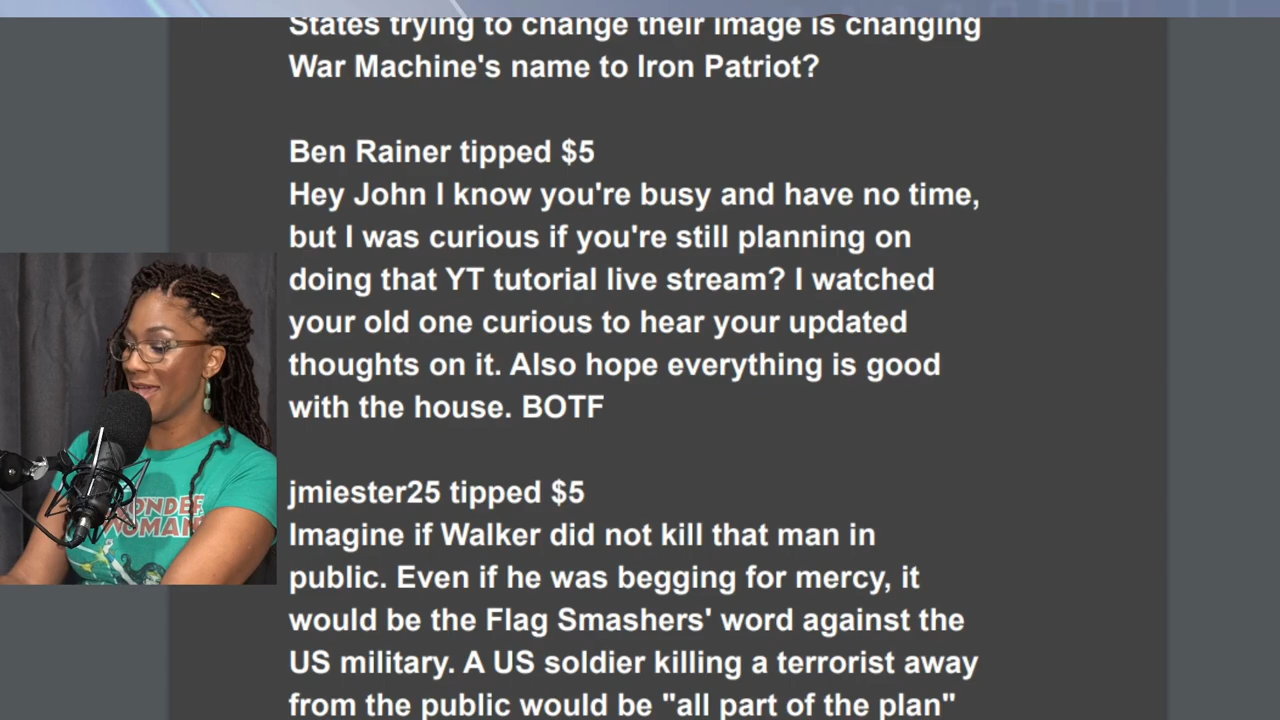 States trying to change their image is changing
War Machine's name to Iron Patriot?
Ben Rainer tipped $5
Hey John I know you're busy and have no time,
but I was curious if you're still planning on
doing that YT tutorial live stream? I watched
your old one curious to hear your updated
thoughts on it. Also hope everything is good
with the house. BOTF
jmiester25 tipped $5
Imagine if Walker did not kill that man in
public. Even if he was begging for mercy, it
would be the Flag Smashers' word against the
US military. A US soldier killing a terrorist away
from the public would be "all part of the plan"
WONDER
WOMAN